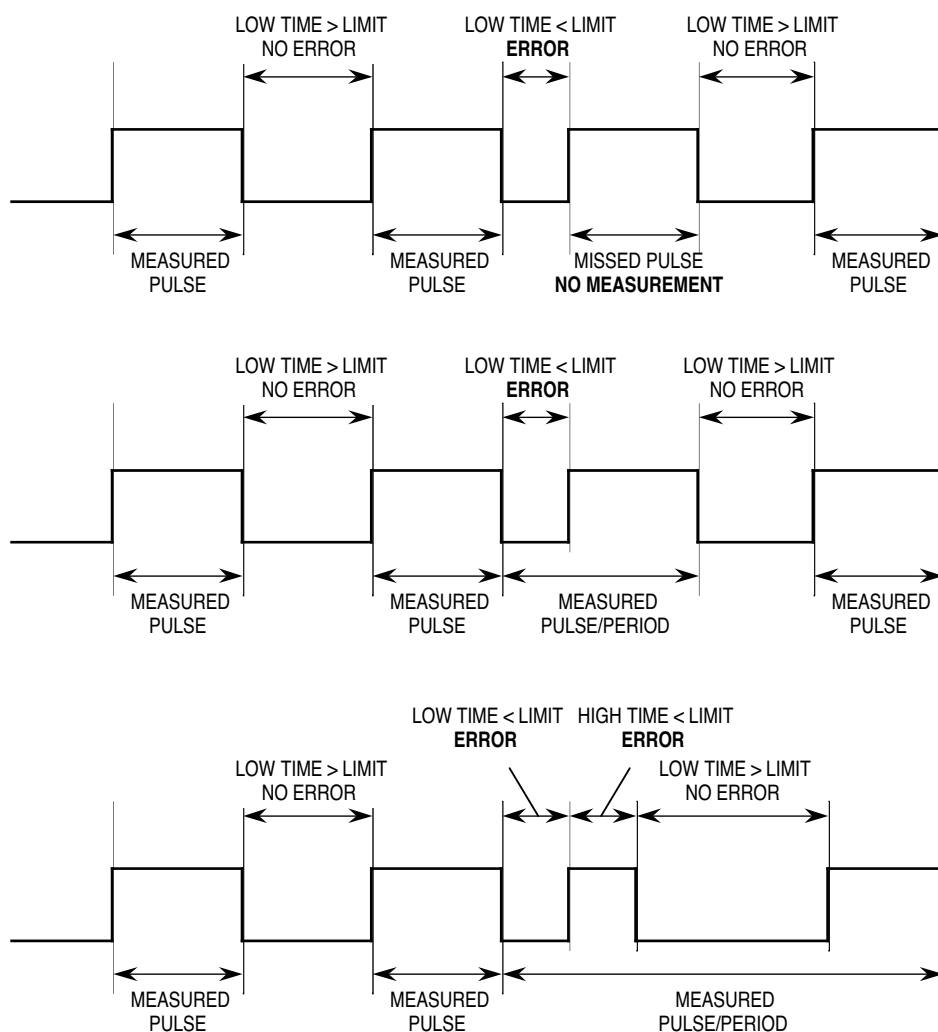 LOW TIME > LIMIT
NO ERROR
LOW TIME < LIMIT
ERROR
LOW TIME > LIMIT
NO ERROR
MEASURED
PULSE
MEASURED
PULSE
MISSED PULSE
NO MEASUREMENT
MEASURED
PULSE
LOW TIME > LIMIT
NO ERROR
LOW TIME < LIMIT
ERROR
LOW TIME > LIMIT
NO ERROR
MEASURED
PULSE
MEASURED
PULSE
MEASURED
PULSE/PERIOD
MEASURED
PULSE
LOW TIME < LIMIT
ERROR
HIGH TIME < LIMIT
ERROR
LOW TIME > LIMIT
NO ERROR
LOW TIME > LIMIT
NO ERROR
MEASURED
PULSE
MEASURED
PULSE
MEASURED
PULSE/PERIOD